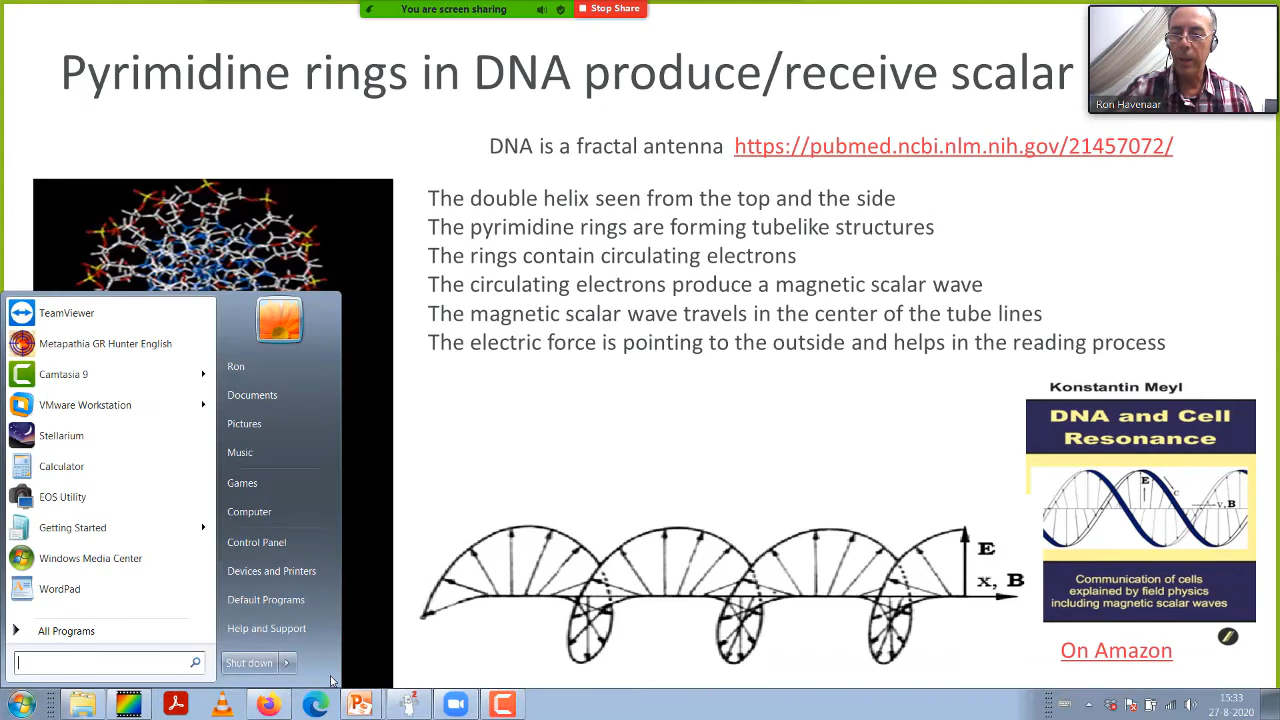 You are screen sharing
Stop Share
Pyrimidine rings in DNA produce/receive scalar
Ron Havenaar
DNA is a fractal antenna https://pubmed.ncbi.nlm.nih.gov/21457072/
The double helix seen from the top and the side
The pyrimidine rings are forming tubelike structures
The rings contain circulating electrons
The circulating electrons produce a magnetic scalar wave
The magnetic scalar wave travels in the center of the tube lines
The electric force is pointing to the outside and helps in the reading process
TeamViewer
Metapathia GR Hunter English
Camtasia 9
VMware Workstation
Stellarium
Calculator
EOS Utility
Getting Started
Windows Media Center
WordPad
All Programs
Ron
Documents
Pictures
Music
Games
Computer
Control Panel
Devices and Printers
Default Programs
Help and Support
Shut down
E
x, B
Konstantin Meyl
DNA and Cell
Resonance
E
c
v, B
Communication of cells
explained by field physics
including magnetic scalar waves
On Amazon
2
15:33
27-8-2020